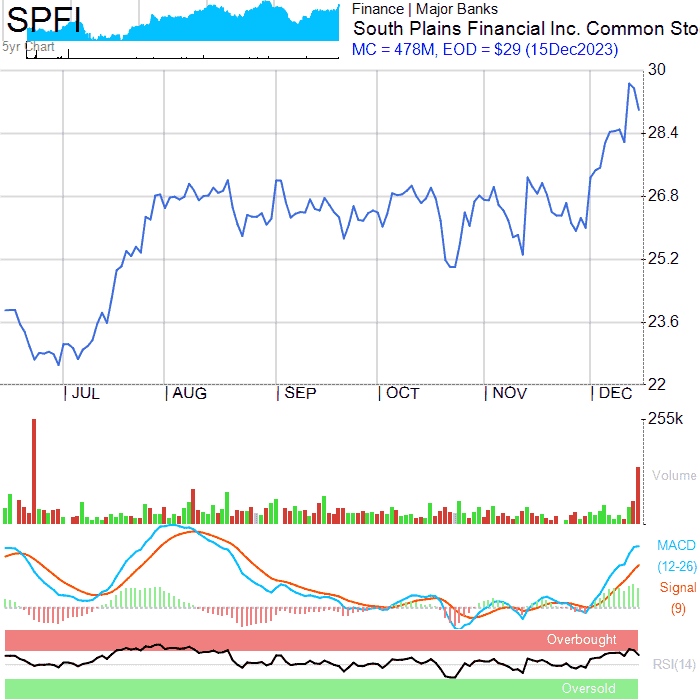 SPFI
5yr Chart
Finance | Major Banks
South Plains Financial Inc. Common Sto
MC = 478M, EOD = $29 (15Dec2023)
30
28.4
26.8
25.2
23.6
22
JUL AUG SEP OCT NOV DEC
255k
Volume
MACD
(12-26)
Signal
(9)
Overbought
RSI(14)
Oversold